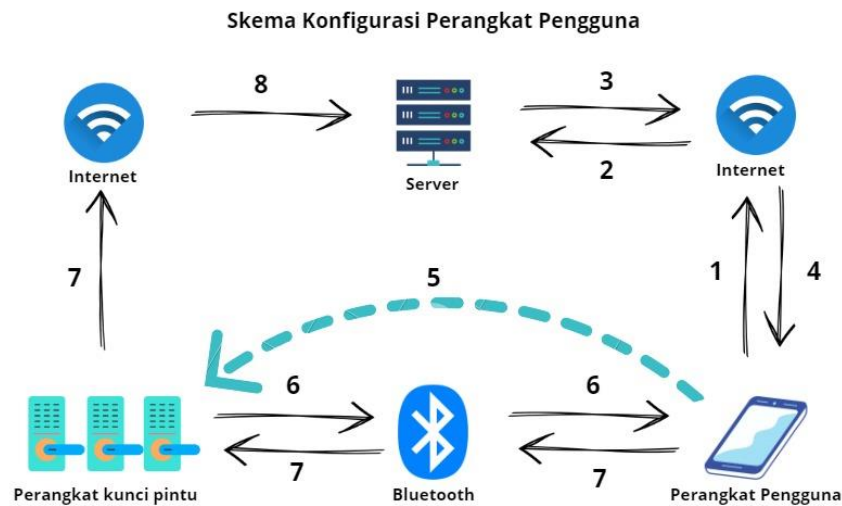 Skema Konfigurasi Perangkat Pengguna
8
3
Internet
Server
2
Internet
7
5
1
4
6
6
7
7
Perangkat kunci pintu
Bluetooth
Perangkat Pengguna